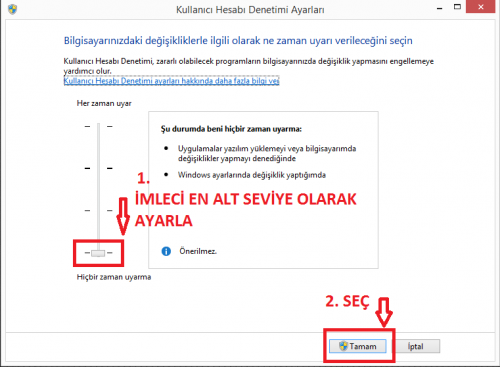 Kullanıcı Hesabı Denetimi Ayarları
Bilgisayarınızdaki değişikliklerle ilgili olarak ne zaman uyarı verileceğini seçin
Kullanıcı Hesabı Denetimi, zararlı olabilecek programların bilgisayarınızda değişiklik yapmasını engellemeye
yardımcı olur.
Kullanıcı Hesabı Denetimi ayarları hakkında daha fazla bilgi ve
Her zaman uyar
Şu durumda beni hiçbir zaman uyarma:
Uygulamalar yazılım yüklemeyi veya bilgisayarımda
değişiklikler yapmayı denediğinde
Windows ayarlarında değişiklik yaptığımda
1.
İMLECİ EN ALT SEVİYE OLARAK
AYARLA
Önerilmez.
Hiçbir zaman uyarma
2. SEÇ
Tamam
İptal